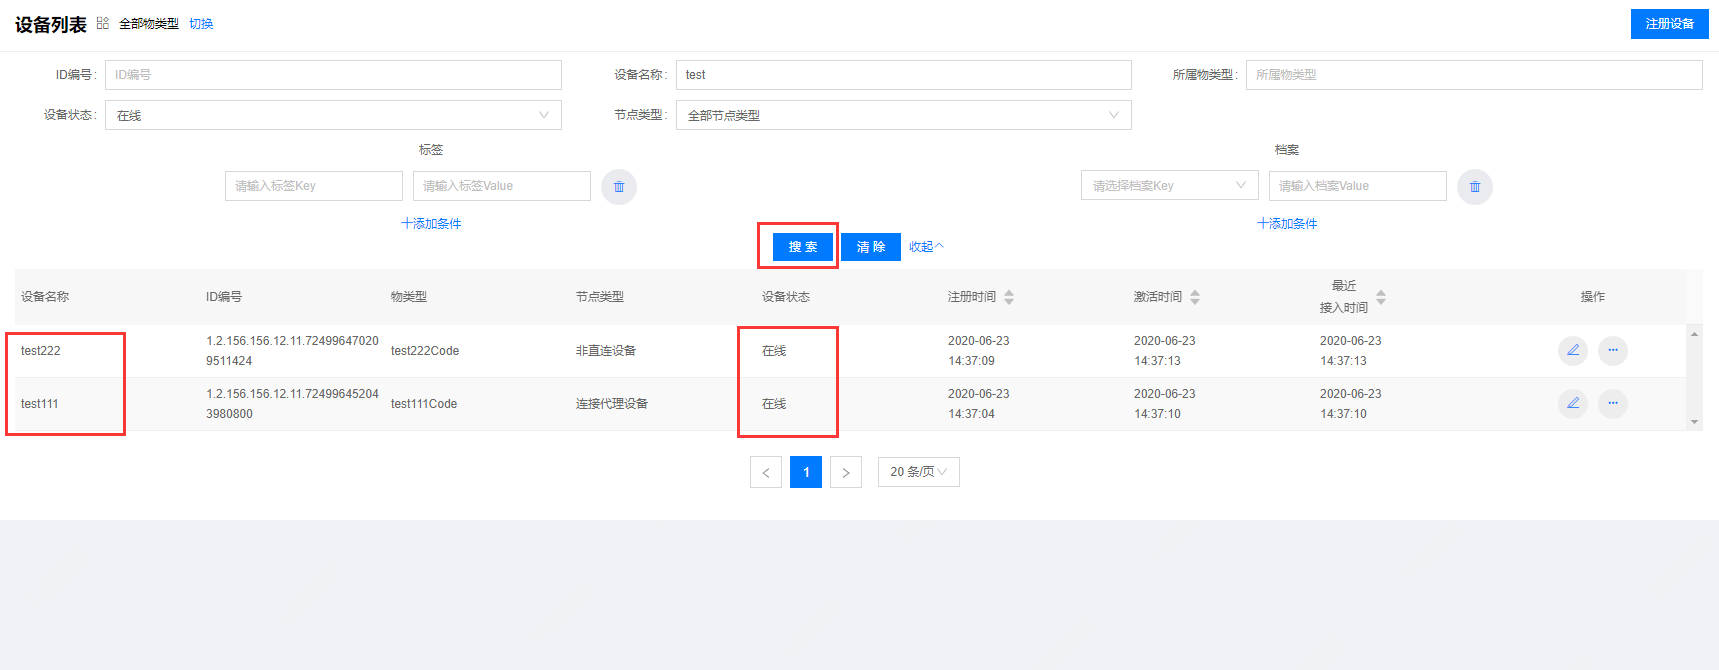 设备列表 全部物类型 切换
注册设备
ID编号: ID编号
设备名称: test
所属物类型: 所属物类型
设备状态: 在线
节点类型: 全部节点类型
标签
档案
请输入标签Key 请输入标签Value
请选择档案Key 请输入档案Value
+添加条件
+添加条件
搜 索 清 除 收起
设备名称 ID编号 物类型 节点类型 设备状态 注册时间 激活时间 最近
接入时间 操作
test222 1.2.156.156.12.11.72499647020
9511424 test222Code 非直连设备 在线 2020-06-23
14:37:09 2020-06-23
14:37:13 2020-06-23
14:37:13
test111 1.2.156.156.12.11.72499645204
3980800 test111Code 连接代理设备 在线 2020-06-23
14:37:04 2020-06-23
14:37:10 2020-06-23
14:37:10
< 1 > 20 条/页